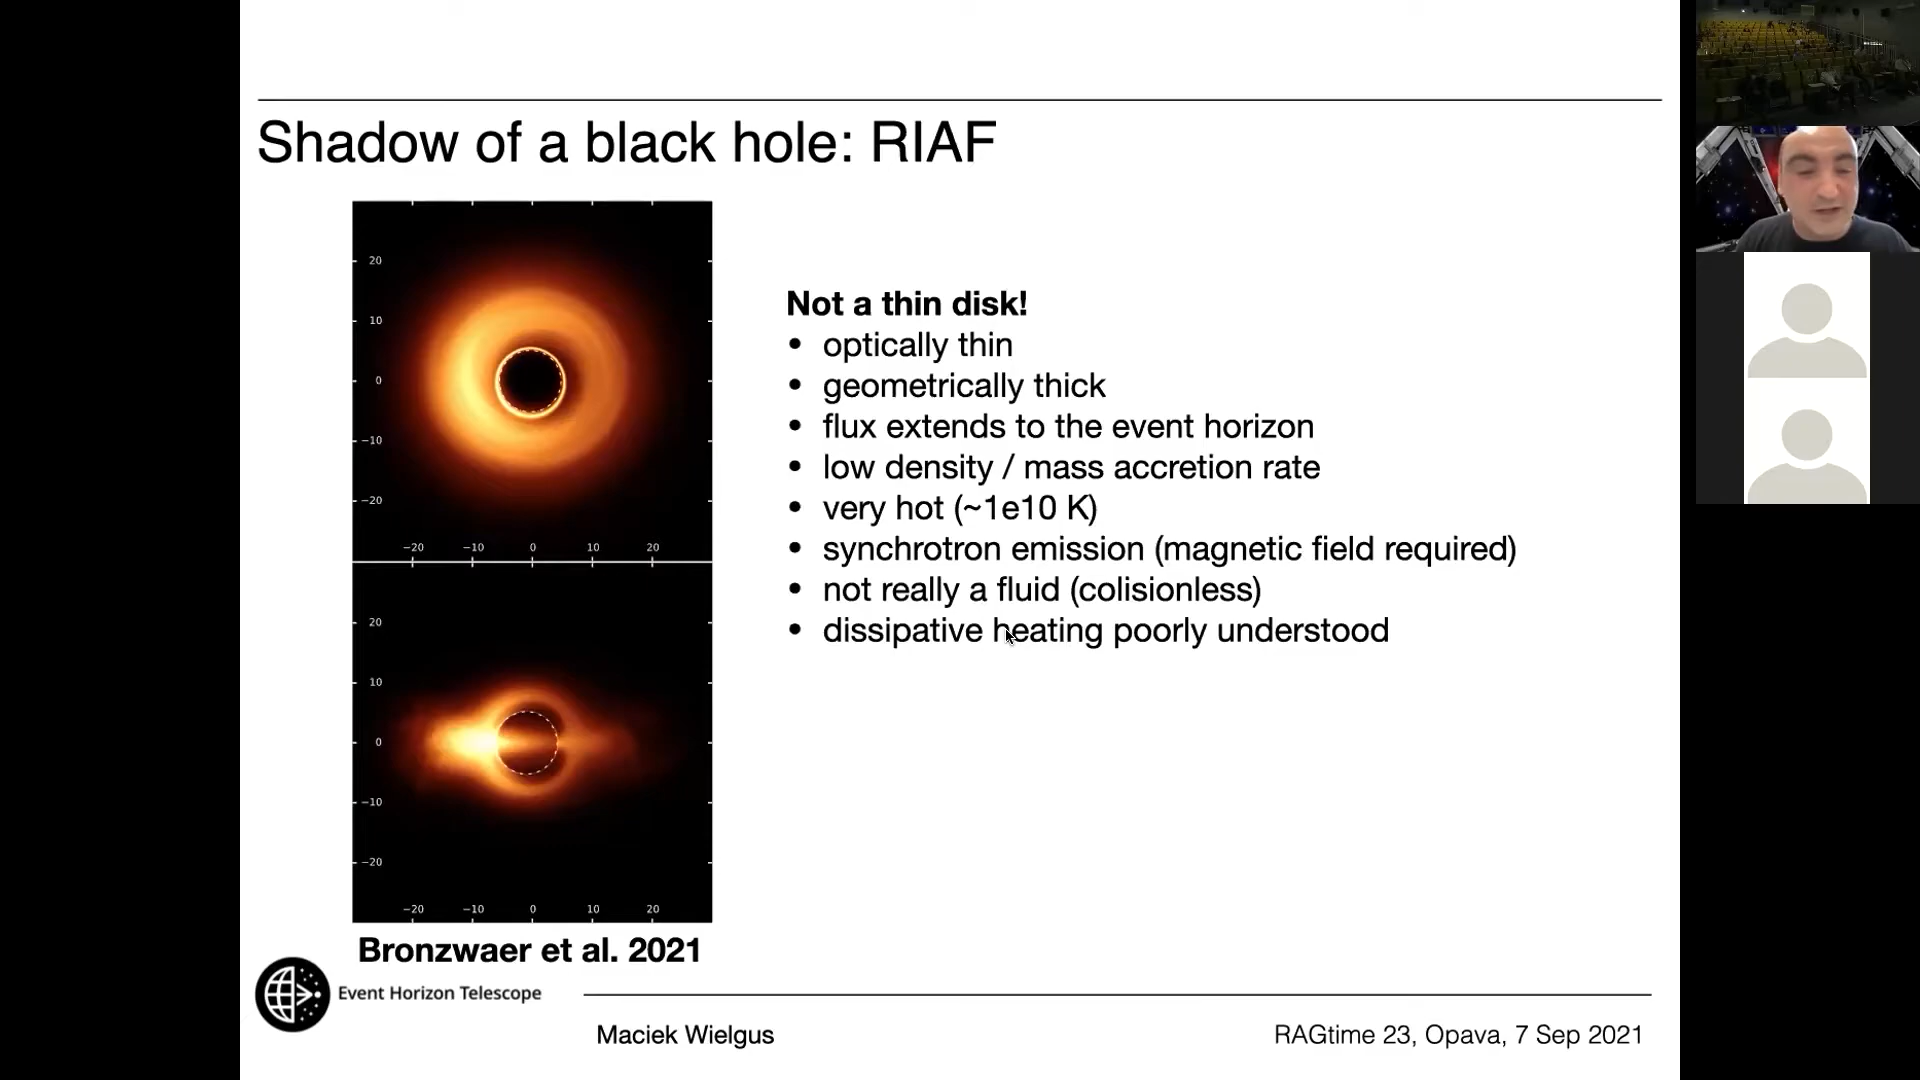 Shadow of a black hole: RIAF
20
10
0
−10
−20
−20 −10 0 10 20
20
10
0
−10
−20
−20 −10 0 10 20
Bronzwaer et al. 2021
Not a thin disk!
• optically thin
• geometrically thick
• flux extends to the event horizon
• low density / mass accretion rate
• very hot (~1e10 K)
• synchrotron emission (magnetic field required)
• not really a fluid (colisionless)
• dissipative heating poorly understood
Event Horizon Telescope
Maciek Wielgus
RAGtime 23, Opava, 7 Sep 2021